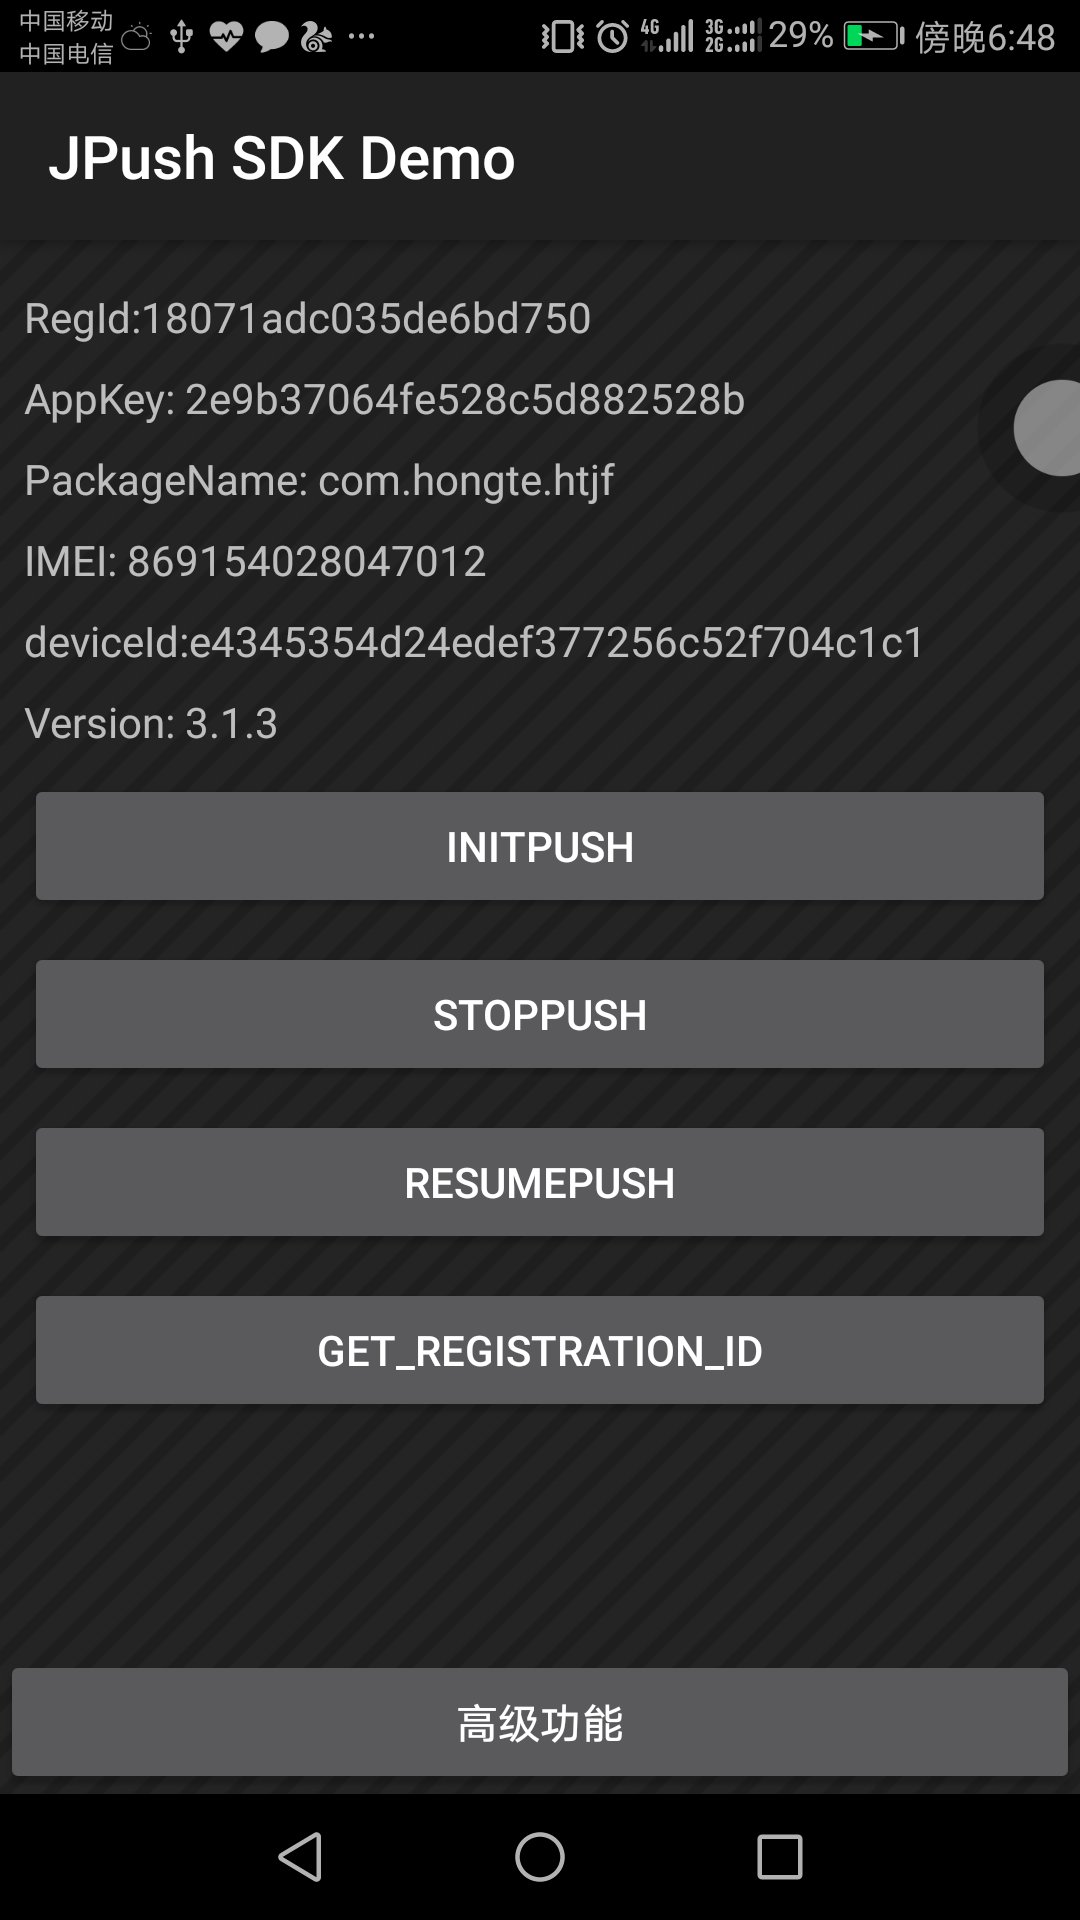 中国移动
中国电信
4G 3G 2G 29% 傍晚6:48
JPush SDK Demo
RegId:18071adc035de6bd750
AppKey: 2e9b37064fe528c5d882528b
PackageName: com.hongte.htjf
IMEI: 869154028047012
deviceId:e4345354d24edef377256c52f704c1c1
Version: 3.1.3
INITPUSH
STOPPUSH
RESUMEPUSH
GET_REGISTRATION_ID
高级功能